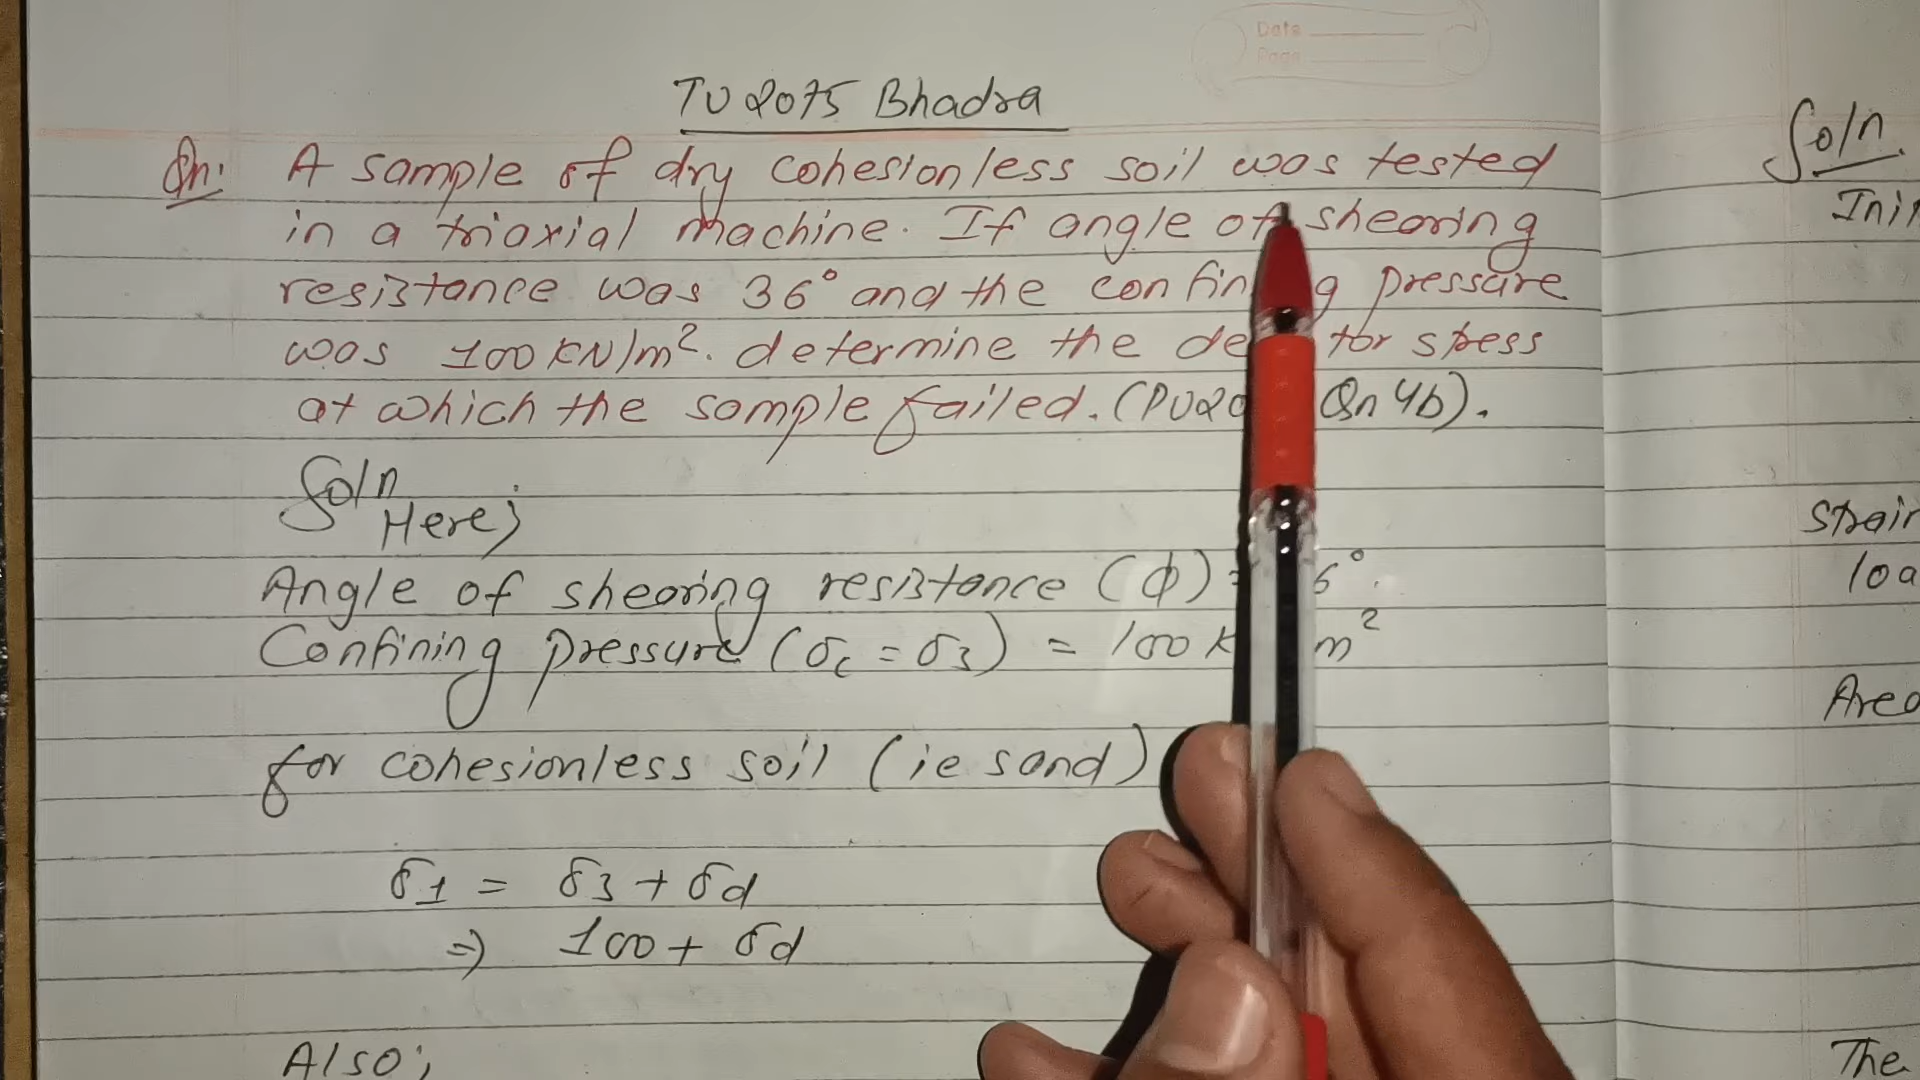 Date
Page
TU 2075 Bhadra
Qn: A sample of dry cohesionless soil was tested
in a triaxial machine. If angle of shearing
resistance was 36° and the confin g pressure
was 100 KN/m². determine the de tor stress
at which the sample failed. (PU20 Qn 4b).
Soln
Here;
Angle of shearing resistance (ϕ) = 6°.
Confining pressure (σc = σ3) = 100 K m²
for cohesionless soil (ie sand)
σ1 = σ3 + σd
=) 100 + σd
Also;
Soln.
Init
Strain
loa
Area
The